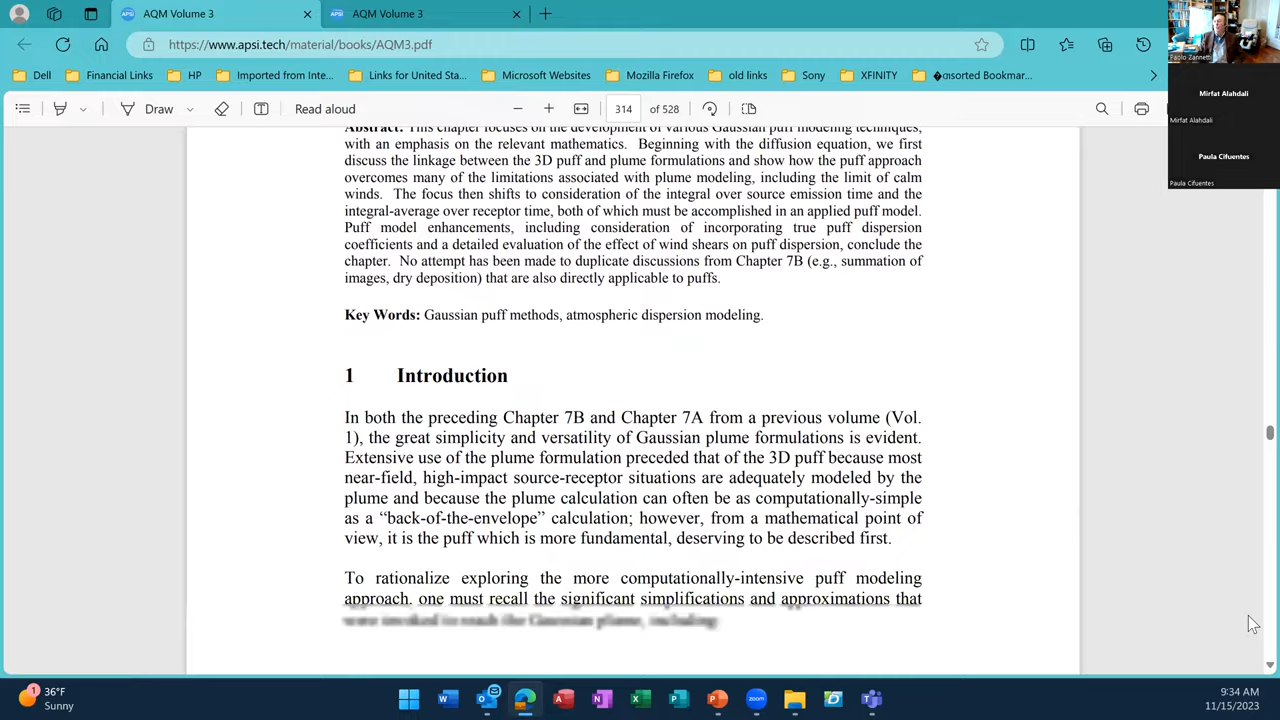 AQM Volume 3
AQM Volume 3
https://www.apsi.tech/material/books/AQM3.pdf
Dell
Financial Links
HP
Imported from Inte...
Links for United Sta...
Microsoft Websites
Mozilla Firefox
old links
Sony
XFINITY
�asorted Bookmar...
Draw
Read aloud
314 of 528
Paolo Zannetti
Mirfat Alahdali
Mirfat Alahdali
Paula Cifuentes
Paula Cifuentes
Abstract: This chapter focuses on the development of various Gaussian puff modeling techniques,
with an emphasis on the relevant mathematics. Beginning with the diffusion equation, we first
discuss the linkage between the 3D puff and plume formulations and show how the puff approach
overcomes many of the limitations associated with plume modeling, including the limit of calm
winds. The focus then shifts to consideration of the integral over source emission time and the
integral-average over receptor time, both of which must be accomplished in an applied puff model.
Puff model enhancements, including consideration of incorporating true puff dispersion
coefficients and a detailed evaluation of the effect of wind shears on puff dispersion, conclude the
chapter. No attempt has been made to duplicate discussions from Chapter 7B (e.g., summation of
images, dry deposition) that are also directly applicable to puffs.
Key Words: Gaussian puff methods, atmospheric dispersion modeling.
1 Introduction
In both the preceding Chapter 7B and Chapter 7A from a previous volume (Vol.
1), the great simplicity and versatility of Gaussian plume formulations is evident.
Extensive use of the plume formulation preceded that of the 3D puff because most
near-field, high-impact source-receptor situations are adequately modeled by the
plume and because the plume calculation can often be as computationally-simple
as a “back-of-the-envelope” calculation; however, from a mathematical point of
view, it is the puff which is more fundamental, deserving to be described first.
To rationalize exploring the more computationally-intensive puff modeling
approach, one must recall the significant simplifications and approximations that
were invoked to reach the Gaussian plume, including:
1
36°F
Sunny
9:34 AM
11/15/2023